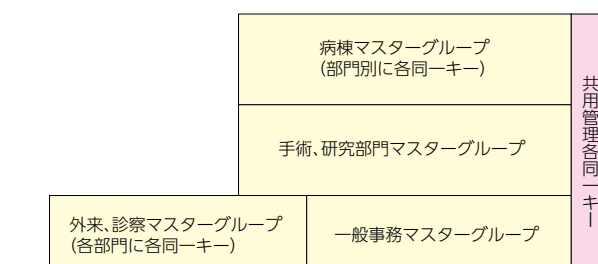 病棟マスターグループ
(部門別に各同一キー)
手術、研究部門マスターグループ
外来、診察マスターグループ
(各部門に各同一キー)
一般事務マスターグループ
共用管理各同一キー